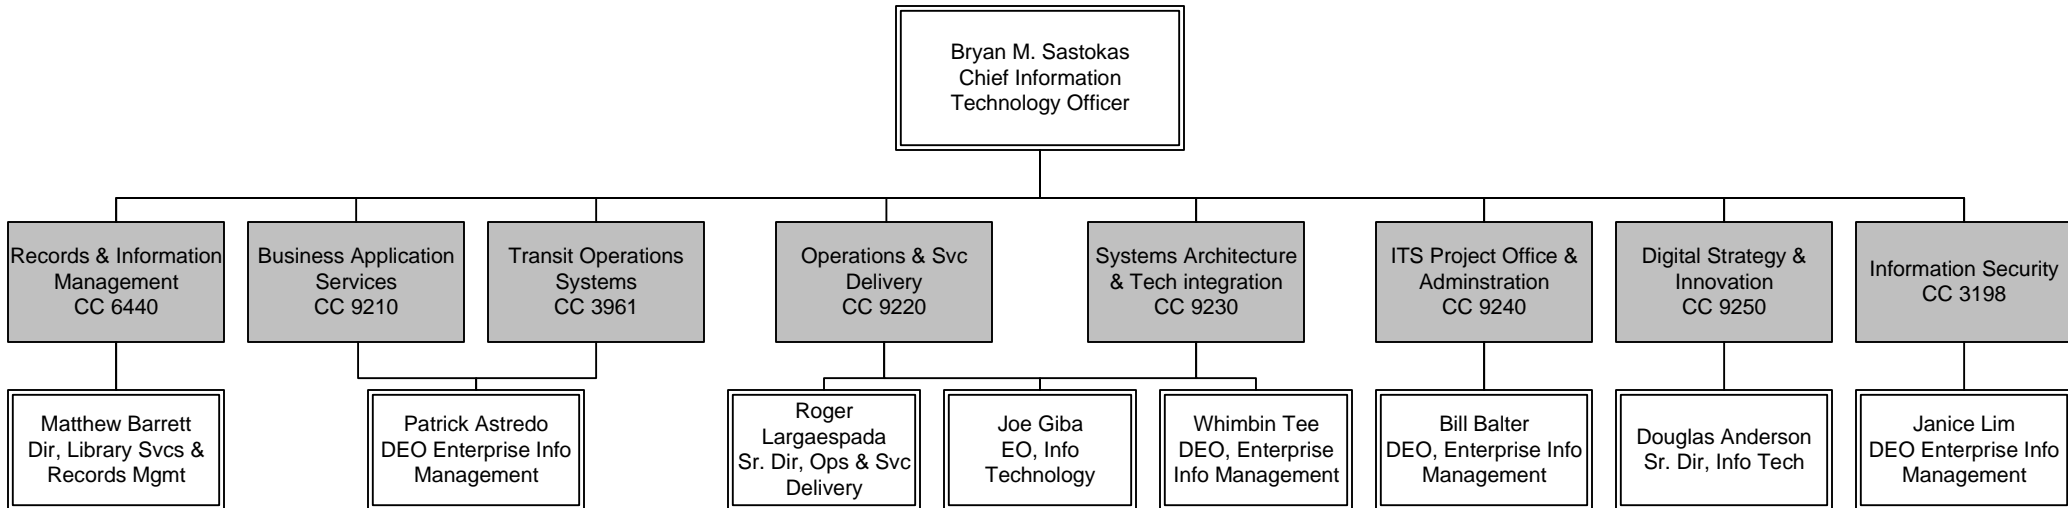 Bryan M. Sastokas
Chief Information
Technology Officer
Records & Information
Management
CC 6440
Business Application
Services
CC 9210
Transit Operations
Systems
CC 3961
Operations & Svc
Delivery
CC 9220
Systems Architecture
& Tech integration
CC 9230
ITS Project Office &
Adminstration
CC 9240
Digital Strategy &
Innovation
CC 9250
Information Security
CC 3198
Matthew Barrett
Dir, Library Svcs &
Records Mgmt
Patrick Astredo
DEO Enterprise Info
Management
Roger
Largaespada
Sr. Dir, Ops & Svc
Delivery
Joe Giba
EO, Info
Technology
Whimbin Tee
DEO, Enterprise
Info Management
Bill Balter
DEO, Enterprise Info
Management
Douglas Anderson
Sr. Dir, Info Tech
Janice Lim
DEO Enterprise Info
Management